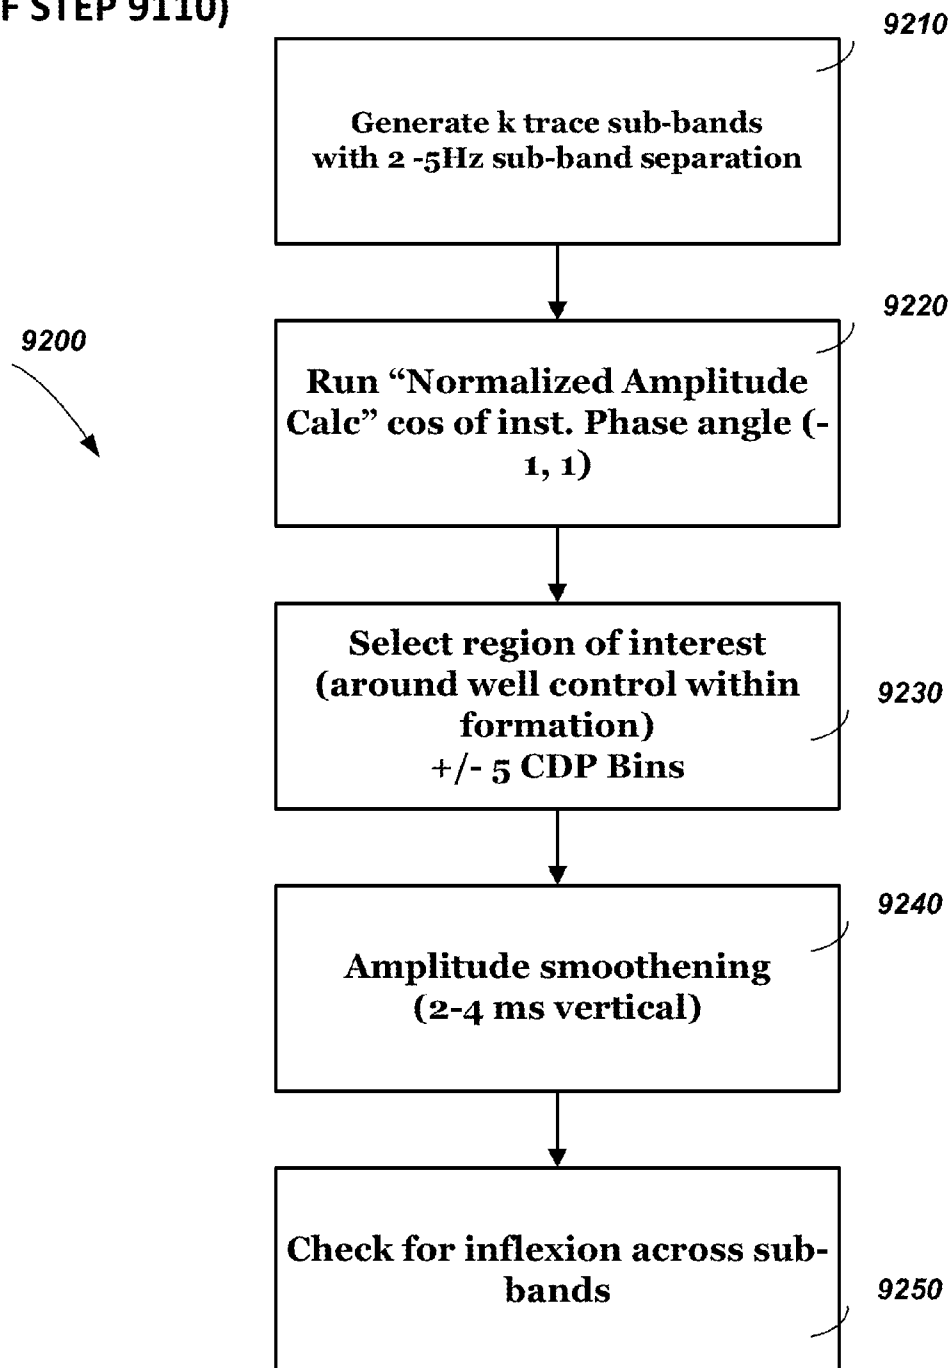 F STEP 9110)
9210
Generate k trace sub-bands
with 2 -5Hz sub-band separation
9220
9200
Run “Normalized Amplitude
Calc” cos of inst. Phase angle (-
1, 1)
Select region of interest
(around well control within
formation)
+/- 5 CDP Bins
9230
9240
Amplitude smoothening
(2-4 ms vertical)
Check for inflexion across sub-
bands
9250